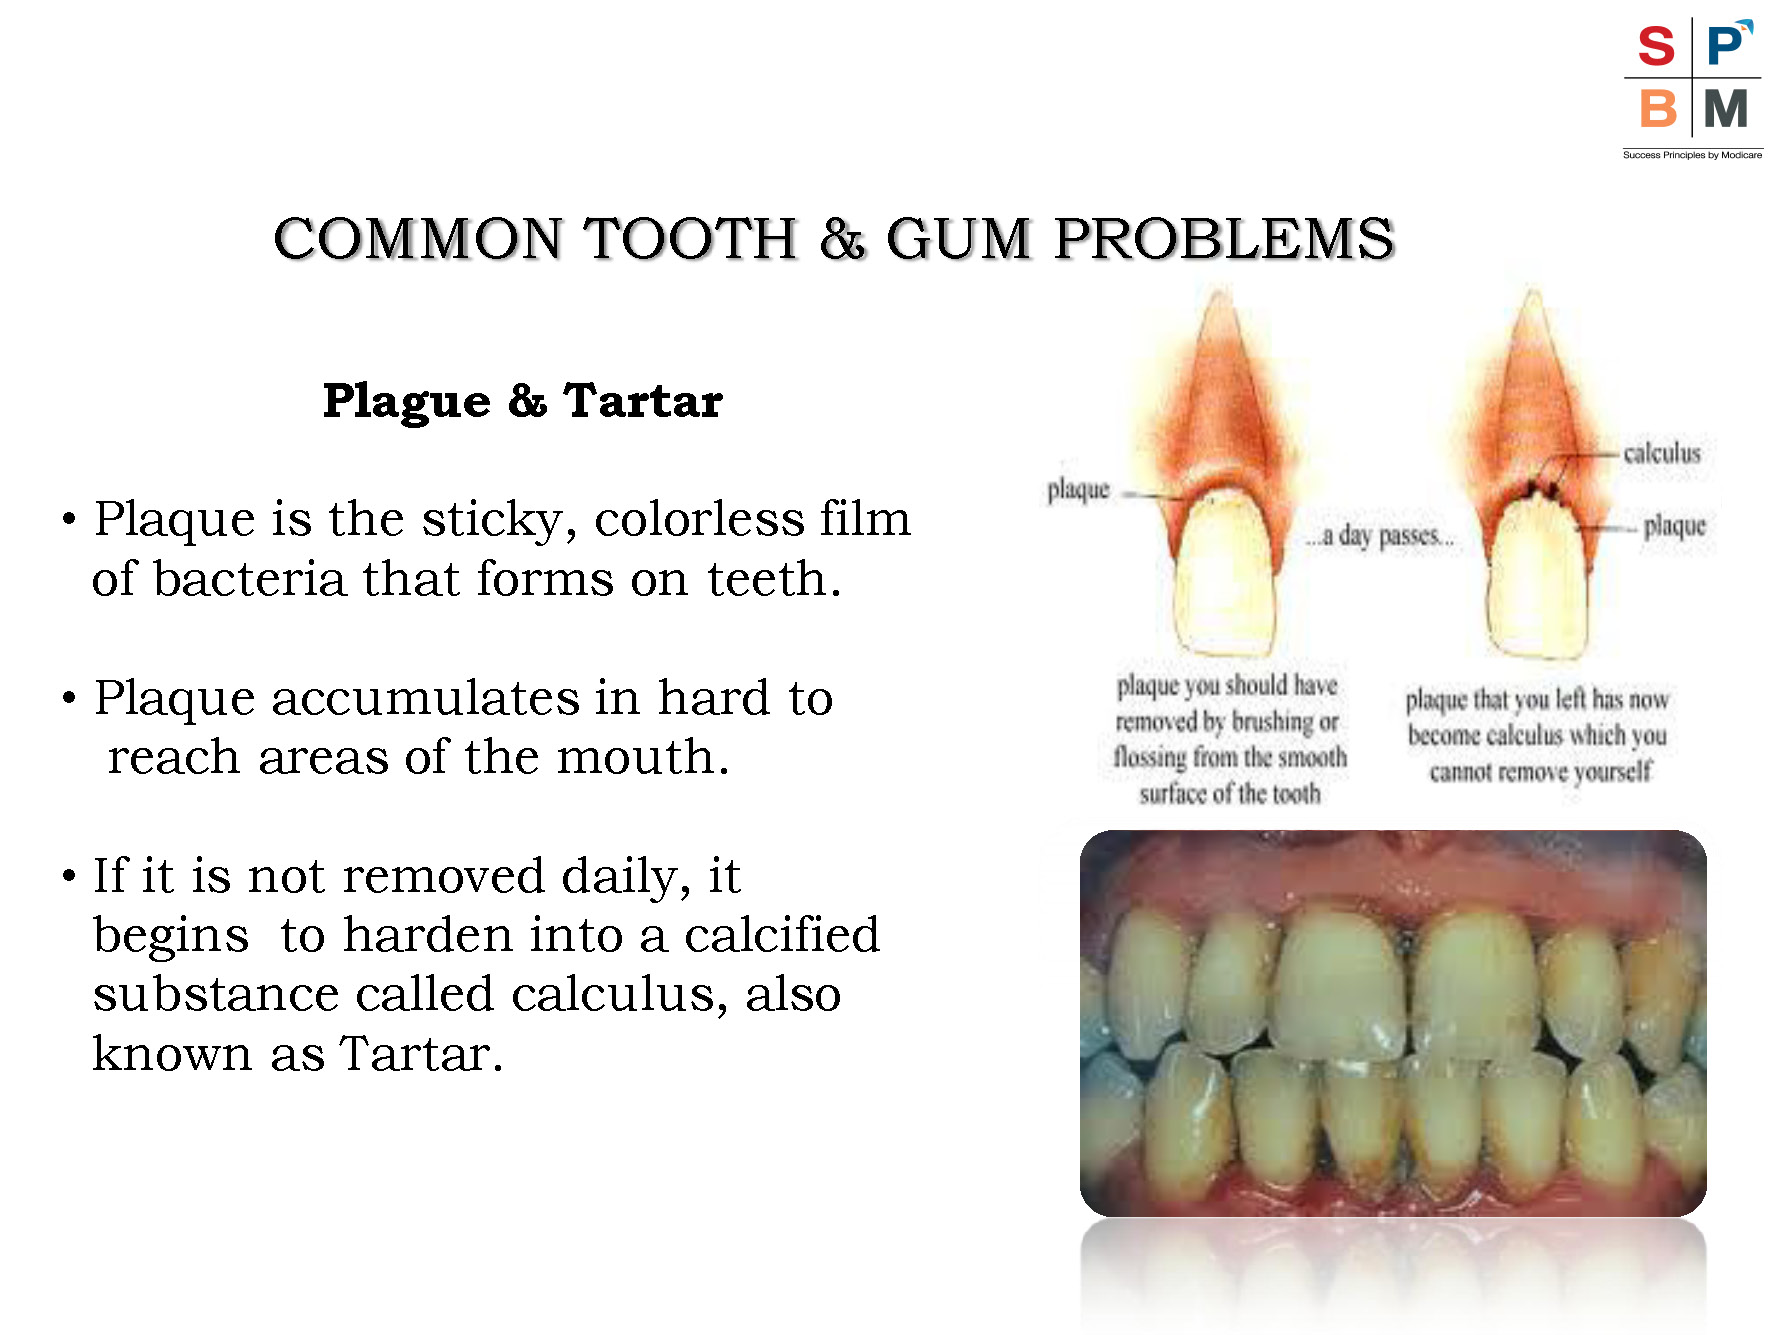 S P
B M
Success Principles by Modicare
COMMON TOOTH & GUM PROBLEMS
Plague & Tartar
• Plaque is the sticky, colorless film
of bacteria that forms on teeth.
• Plaque accumulates in hard to
reach areas of the mouth.
• If it is not removed daily, it
begins to harden into a calcified
substance called calculus, also
known as Tartar.
plaque
...a day passes...
calculus
plaque
plaque you should have
removed by brushing or
flossing from the smooth
surface of the tooth
plaque that you left has now
become calculus which you
cannot remove yourself